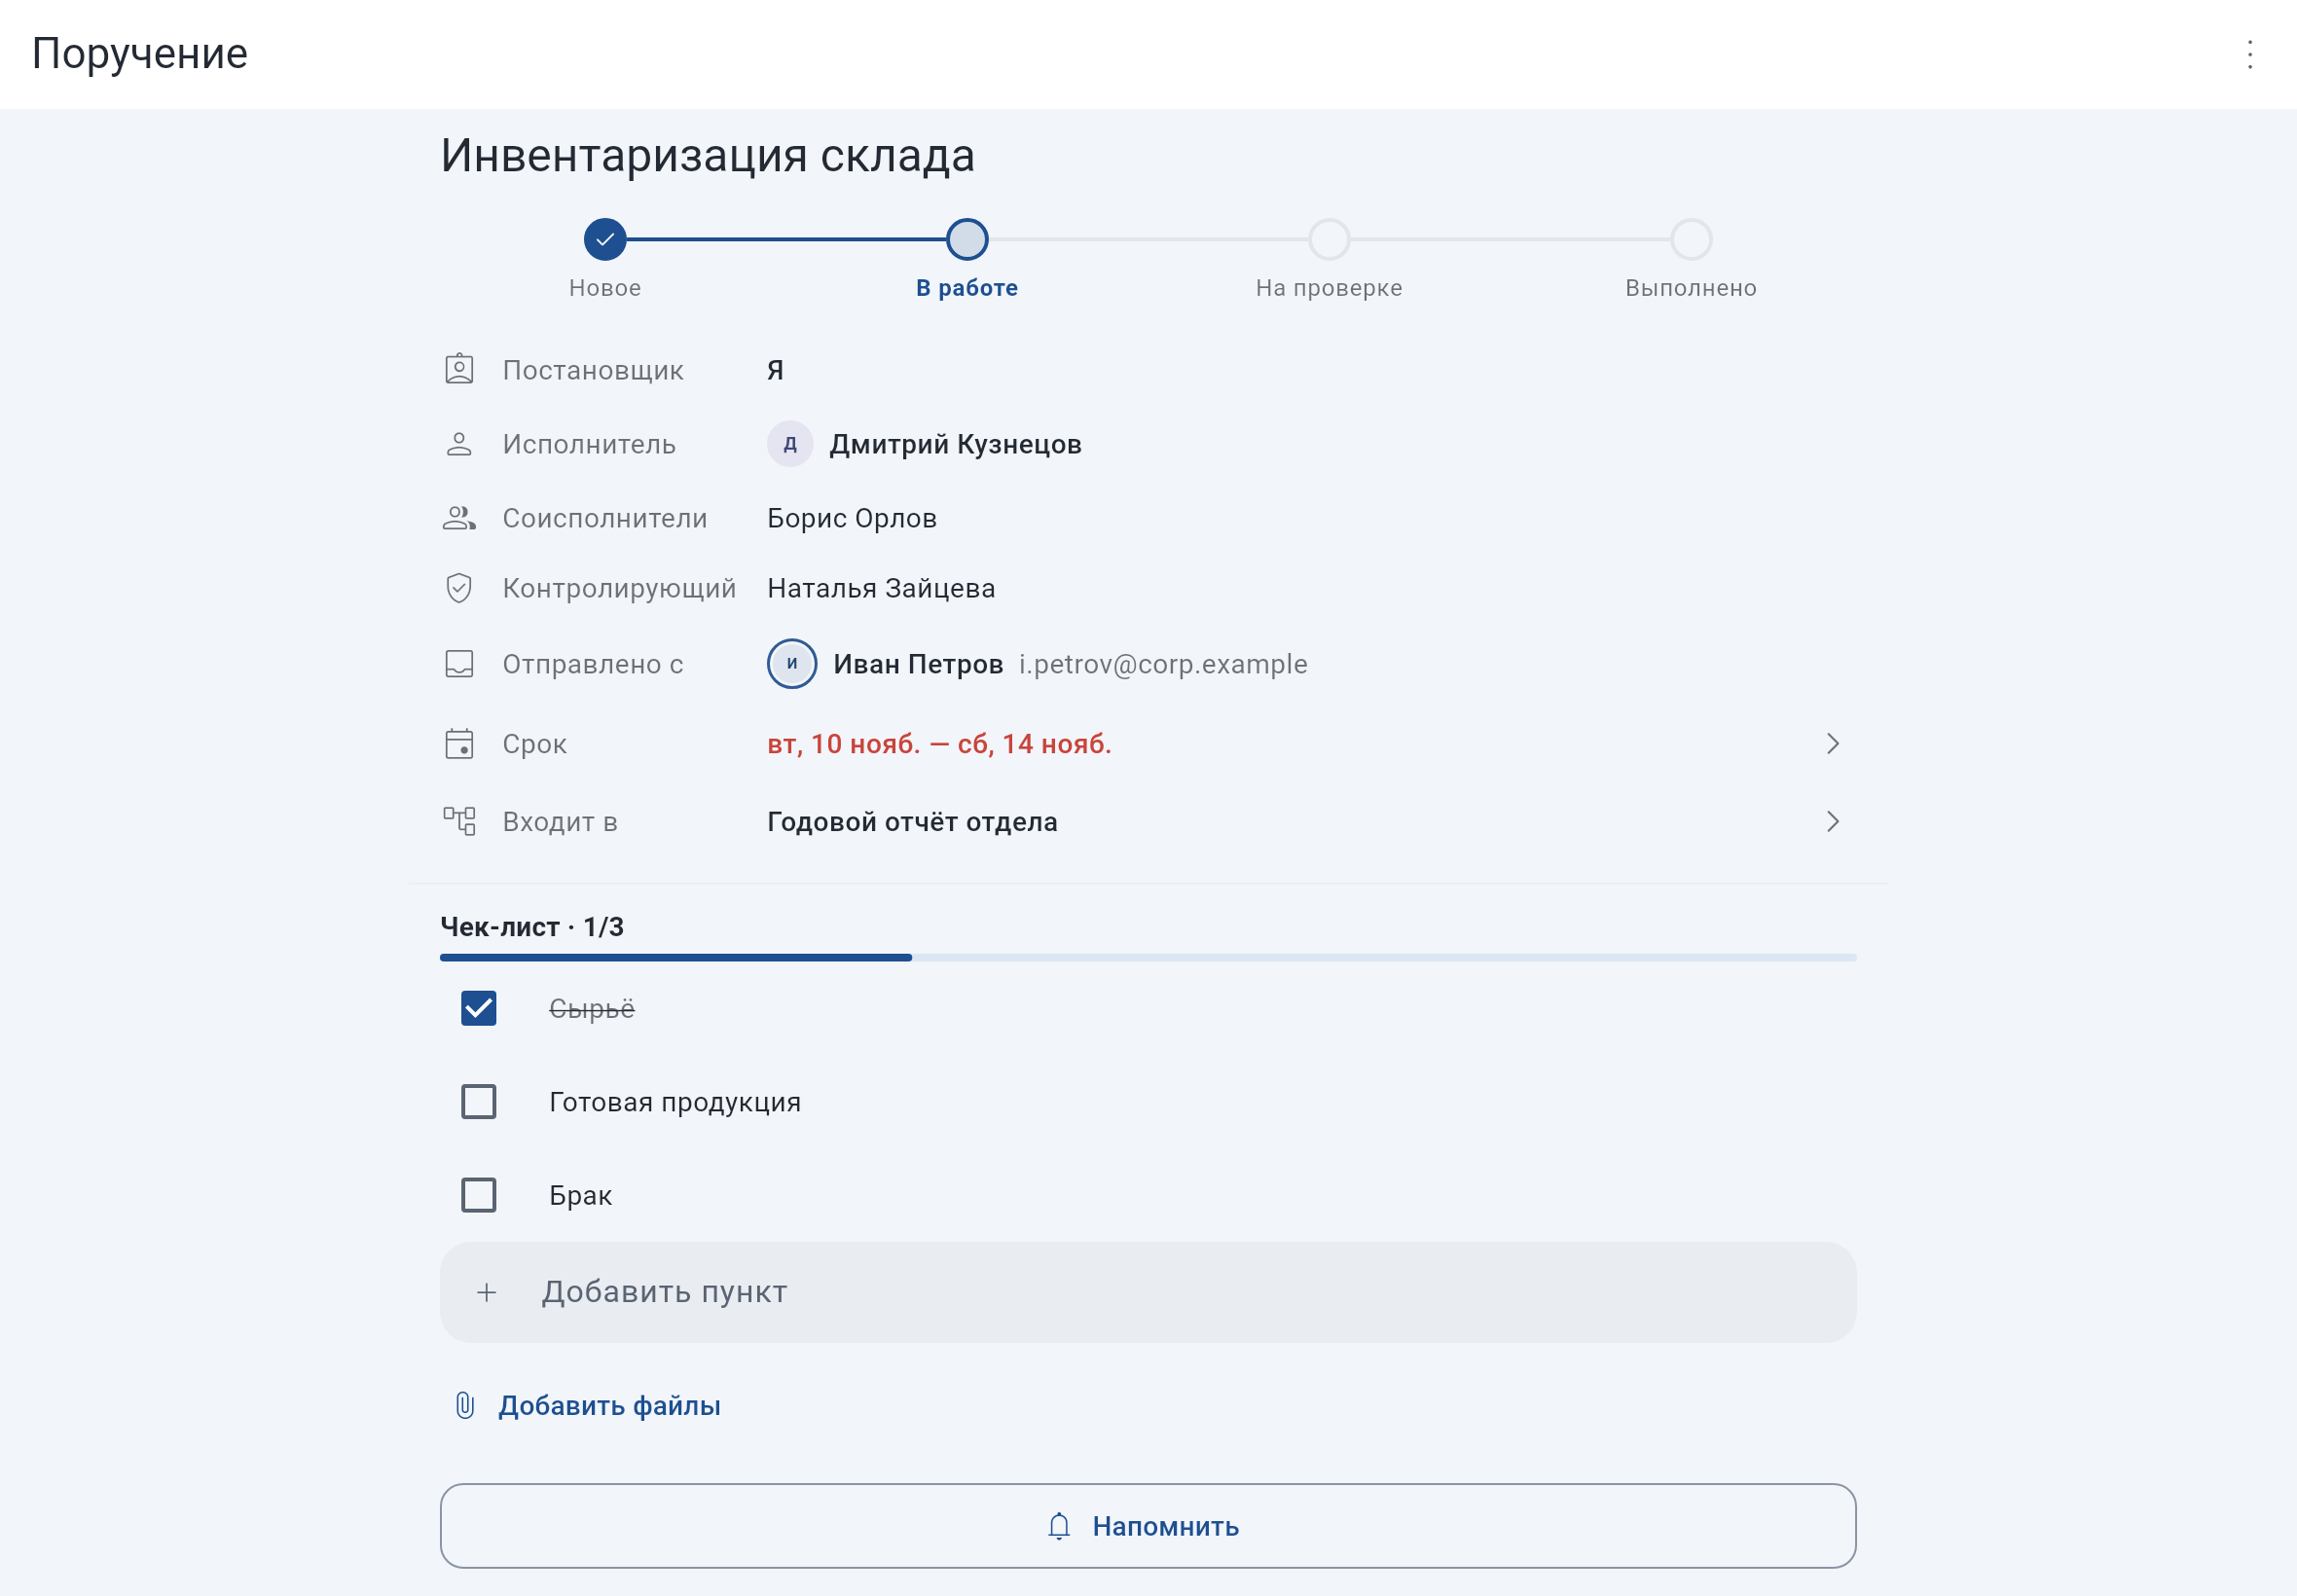 Поручение
Инвентаризация склада
Новое
В работе
На проверке
Выполнено
Постановщик Я
Исполнитель Д Дмитрий Кузнецов
Соисполнители Борис Орлов
Контролирующий Наталья Зайцева
Отправлено с И Иван Петров i.petrov@corp.example
Срок вт, 10 нояб. — сб, 14 нояб.
Входит в Годовой отчёт отдела
Чек-лист · 1/3
Сырьё
Готовая продукция
Брак
Добавить пункт
Добавить файлы
Напомнить